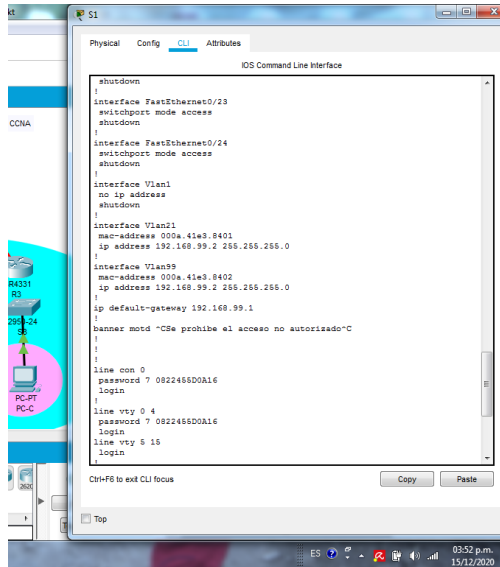 kt
S1
Physical Config CLI Attributes
IOS Command Line Interface
CCNA
shutdown
!
interface FastEthernet0/23
switchport mode access
shutdown
!
interface FastEthernet0/24
switchport mode access
shutdown
!
interface Vlan1
no ip address
shutdown
!
interface Vlan21
mac-address 000a.41e3.8401
ip address 192.168.99.2 255.255.255.0
!
interface Vlan99
mac-address 000a.41e3.8402
ip address 192.168.99.2 255.255.255.0
!
ip default-gateway 192.168.99.1
!
banner motd ^CSe prohibe el acceso no autorizado^C
!
!
!
line con 0
password 7 0822455D0A16
login
!
line vty 0 4
password 7 0822455D0A16
login
line vty 5 15
login
!
R4331
R3
PC-PT
PC-C
Ctrl+F6 to exit CLI focus
Copy
Paste
Top
ES
03:52 p.m.
15/12/2020